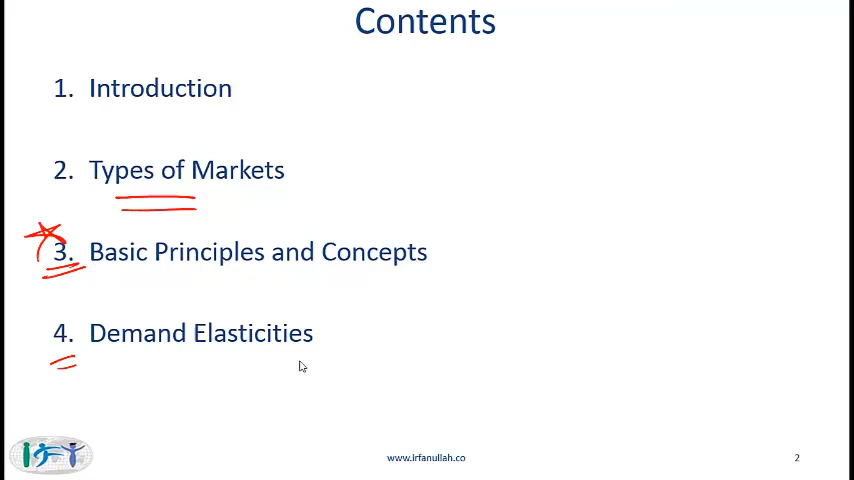 Contents
1. Introduction
2. Types of Markets
3. Basic Principles and Concepts
4. Demand Elasticities
IFT
www.irfanullah.co
2